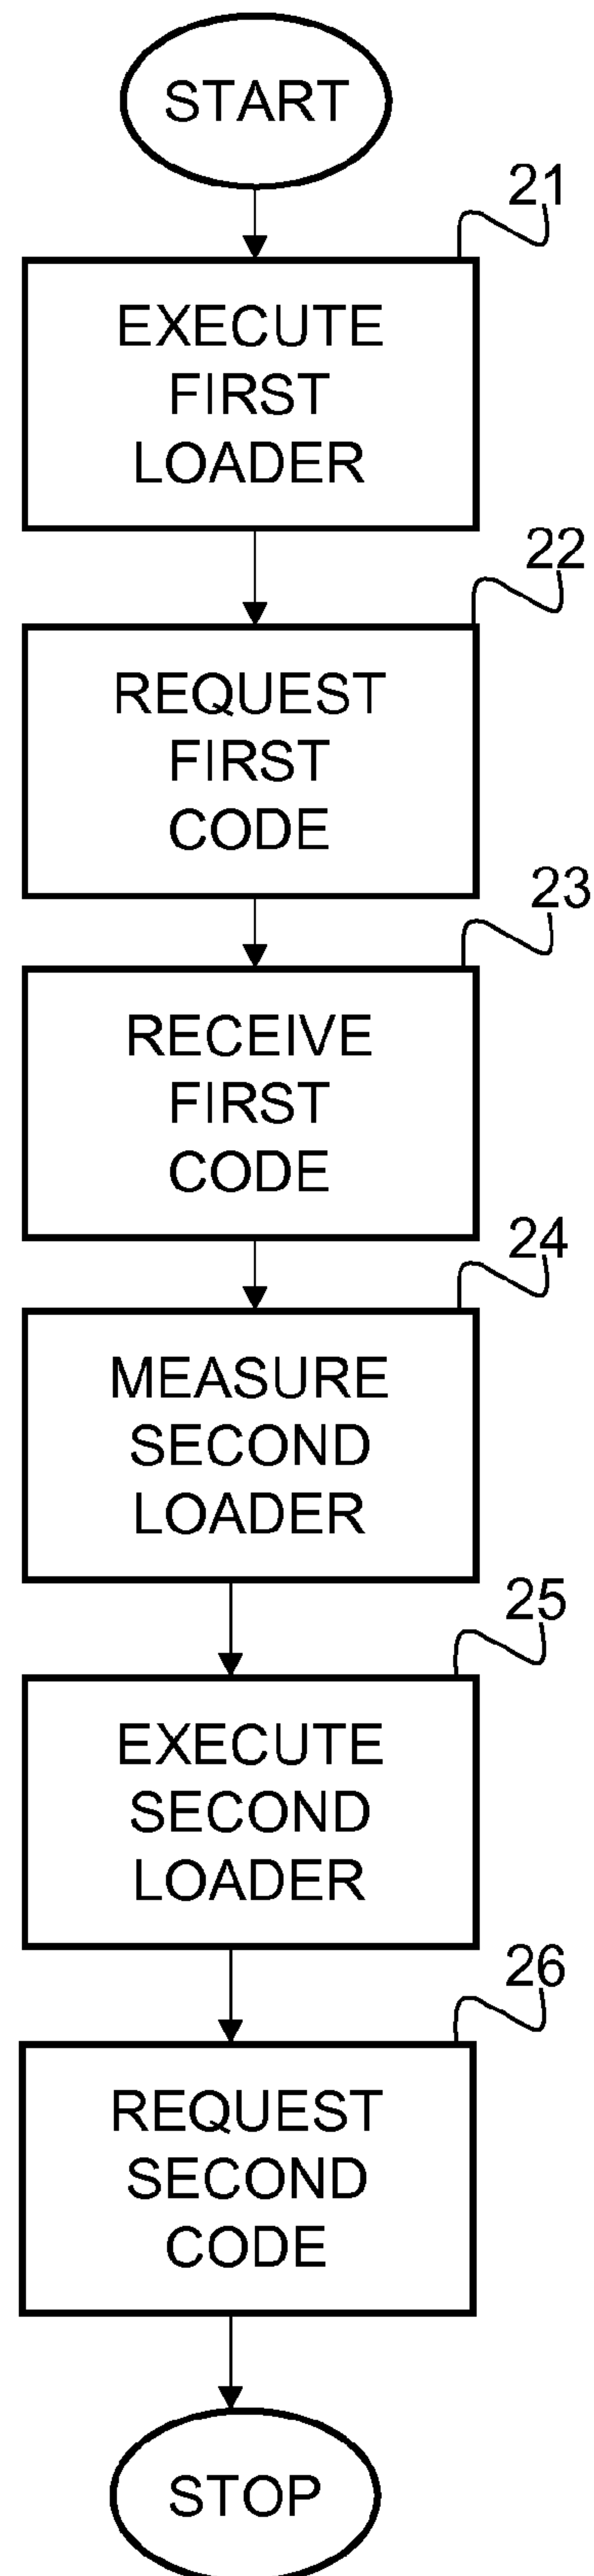 START
21
EXECUTE
FIRST
LOADER
22
REQUEST
FIRST
CODE
23
RECEIVE
FIRST
CODE
24
MEASURE
SECOND
LOADER
25
EXECUTE
SECOND
LOADER
26
REQUEST
SECOND
CODE
STOP